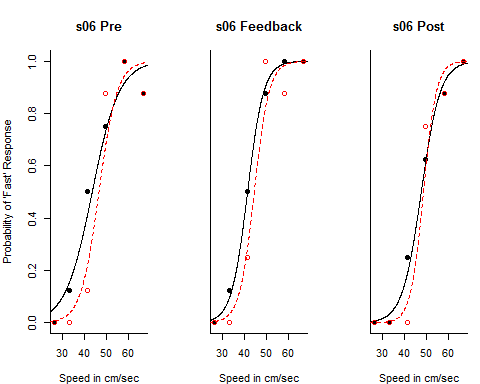 s06 Pre
s06 Feedback
s06 Post
Probability of 'Fast' Response
1.0
0.8
0.6
0.4
0.2
0.0
30 40 50 60
30 40 50 60
30 40 50 60
Speed in cm/sec
Speed in cm/sec
Speed in cm/sec